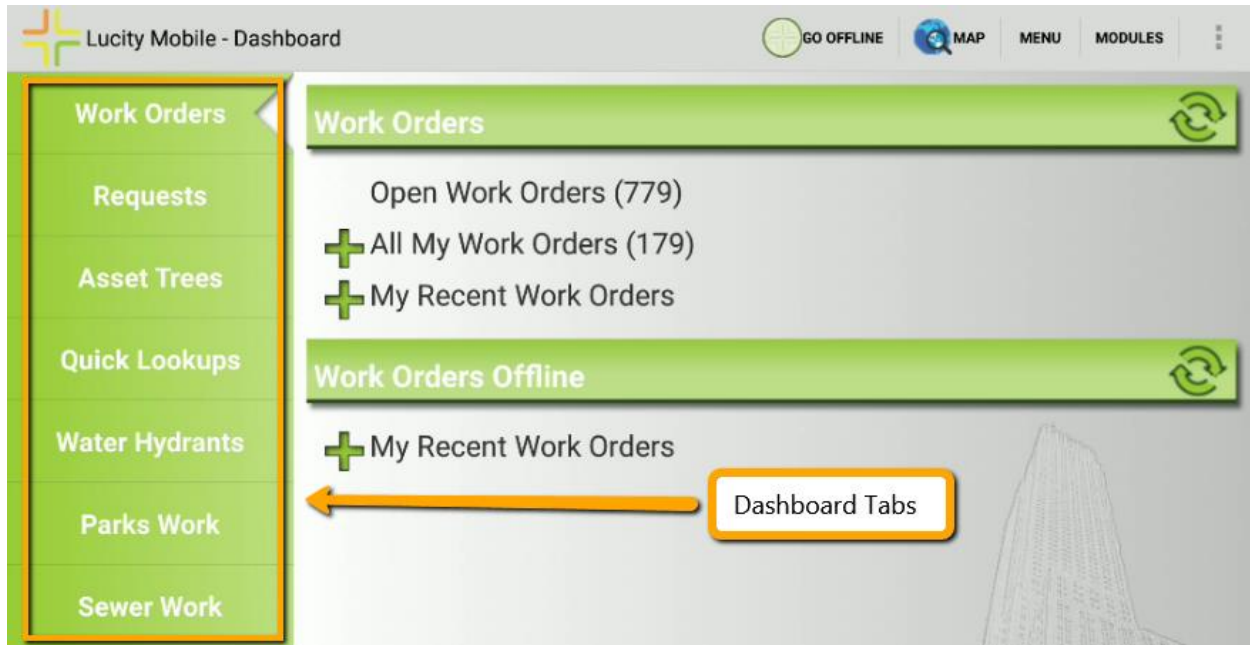 Lucity Mobile - Dashboard
GO OFFLINE
MAP
MENU
MODULES
Work Orders
Requests
Asset Trees
Quick Lookups
Water Hydrants
Parks Work
Sewer Work
Work Orders
Open Work Orders (779)
All My Work Orders (179)
My Recent Work Orders
Work Orders Offline
My Recent Work Orders
Dashboard Tabs